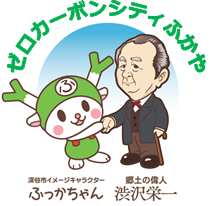 ゼロカーボンシティふかや
ふ
深谷市イメージキャラクター
ふっかちゃん
郷土の偉人
渋沢栄一